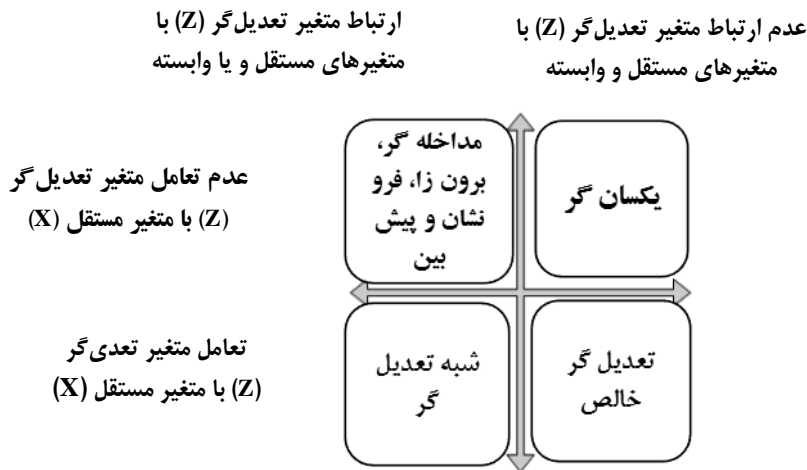 عدم ارتباط متغیر تعدیل‌گر (Z) با
متغیرهای مستقل و وابسته
ارتباط متغیر تعدیل‌گر (Z) با
متغیرهای مستقل و یا وابسته
یکسان گر
مداخله گر،
برون زا، فرو
نشان و پیش
بین
عدم تعامل متغیر تعدیل‌گر
(Z) با متغیر مستقل (X)
تعدیل گر
خالص
شبه تعدیل
گر
تعامل متغیر تعدی‌گر
(Z) با متغیر مستقل (X)